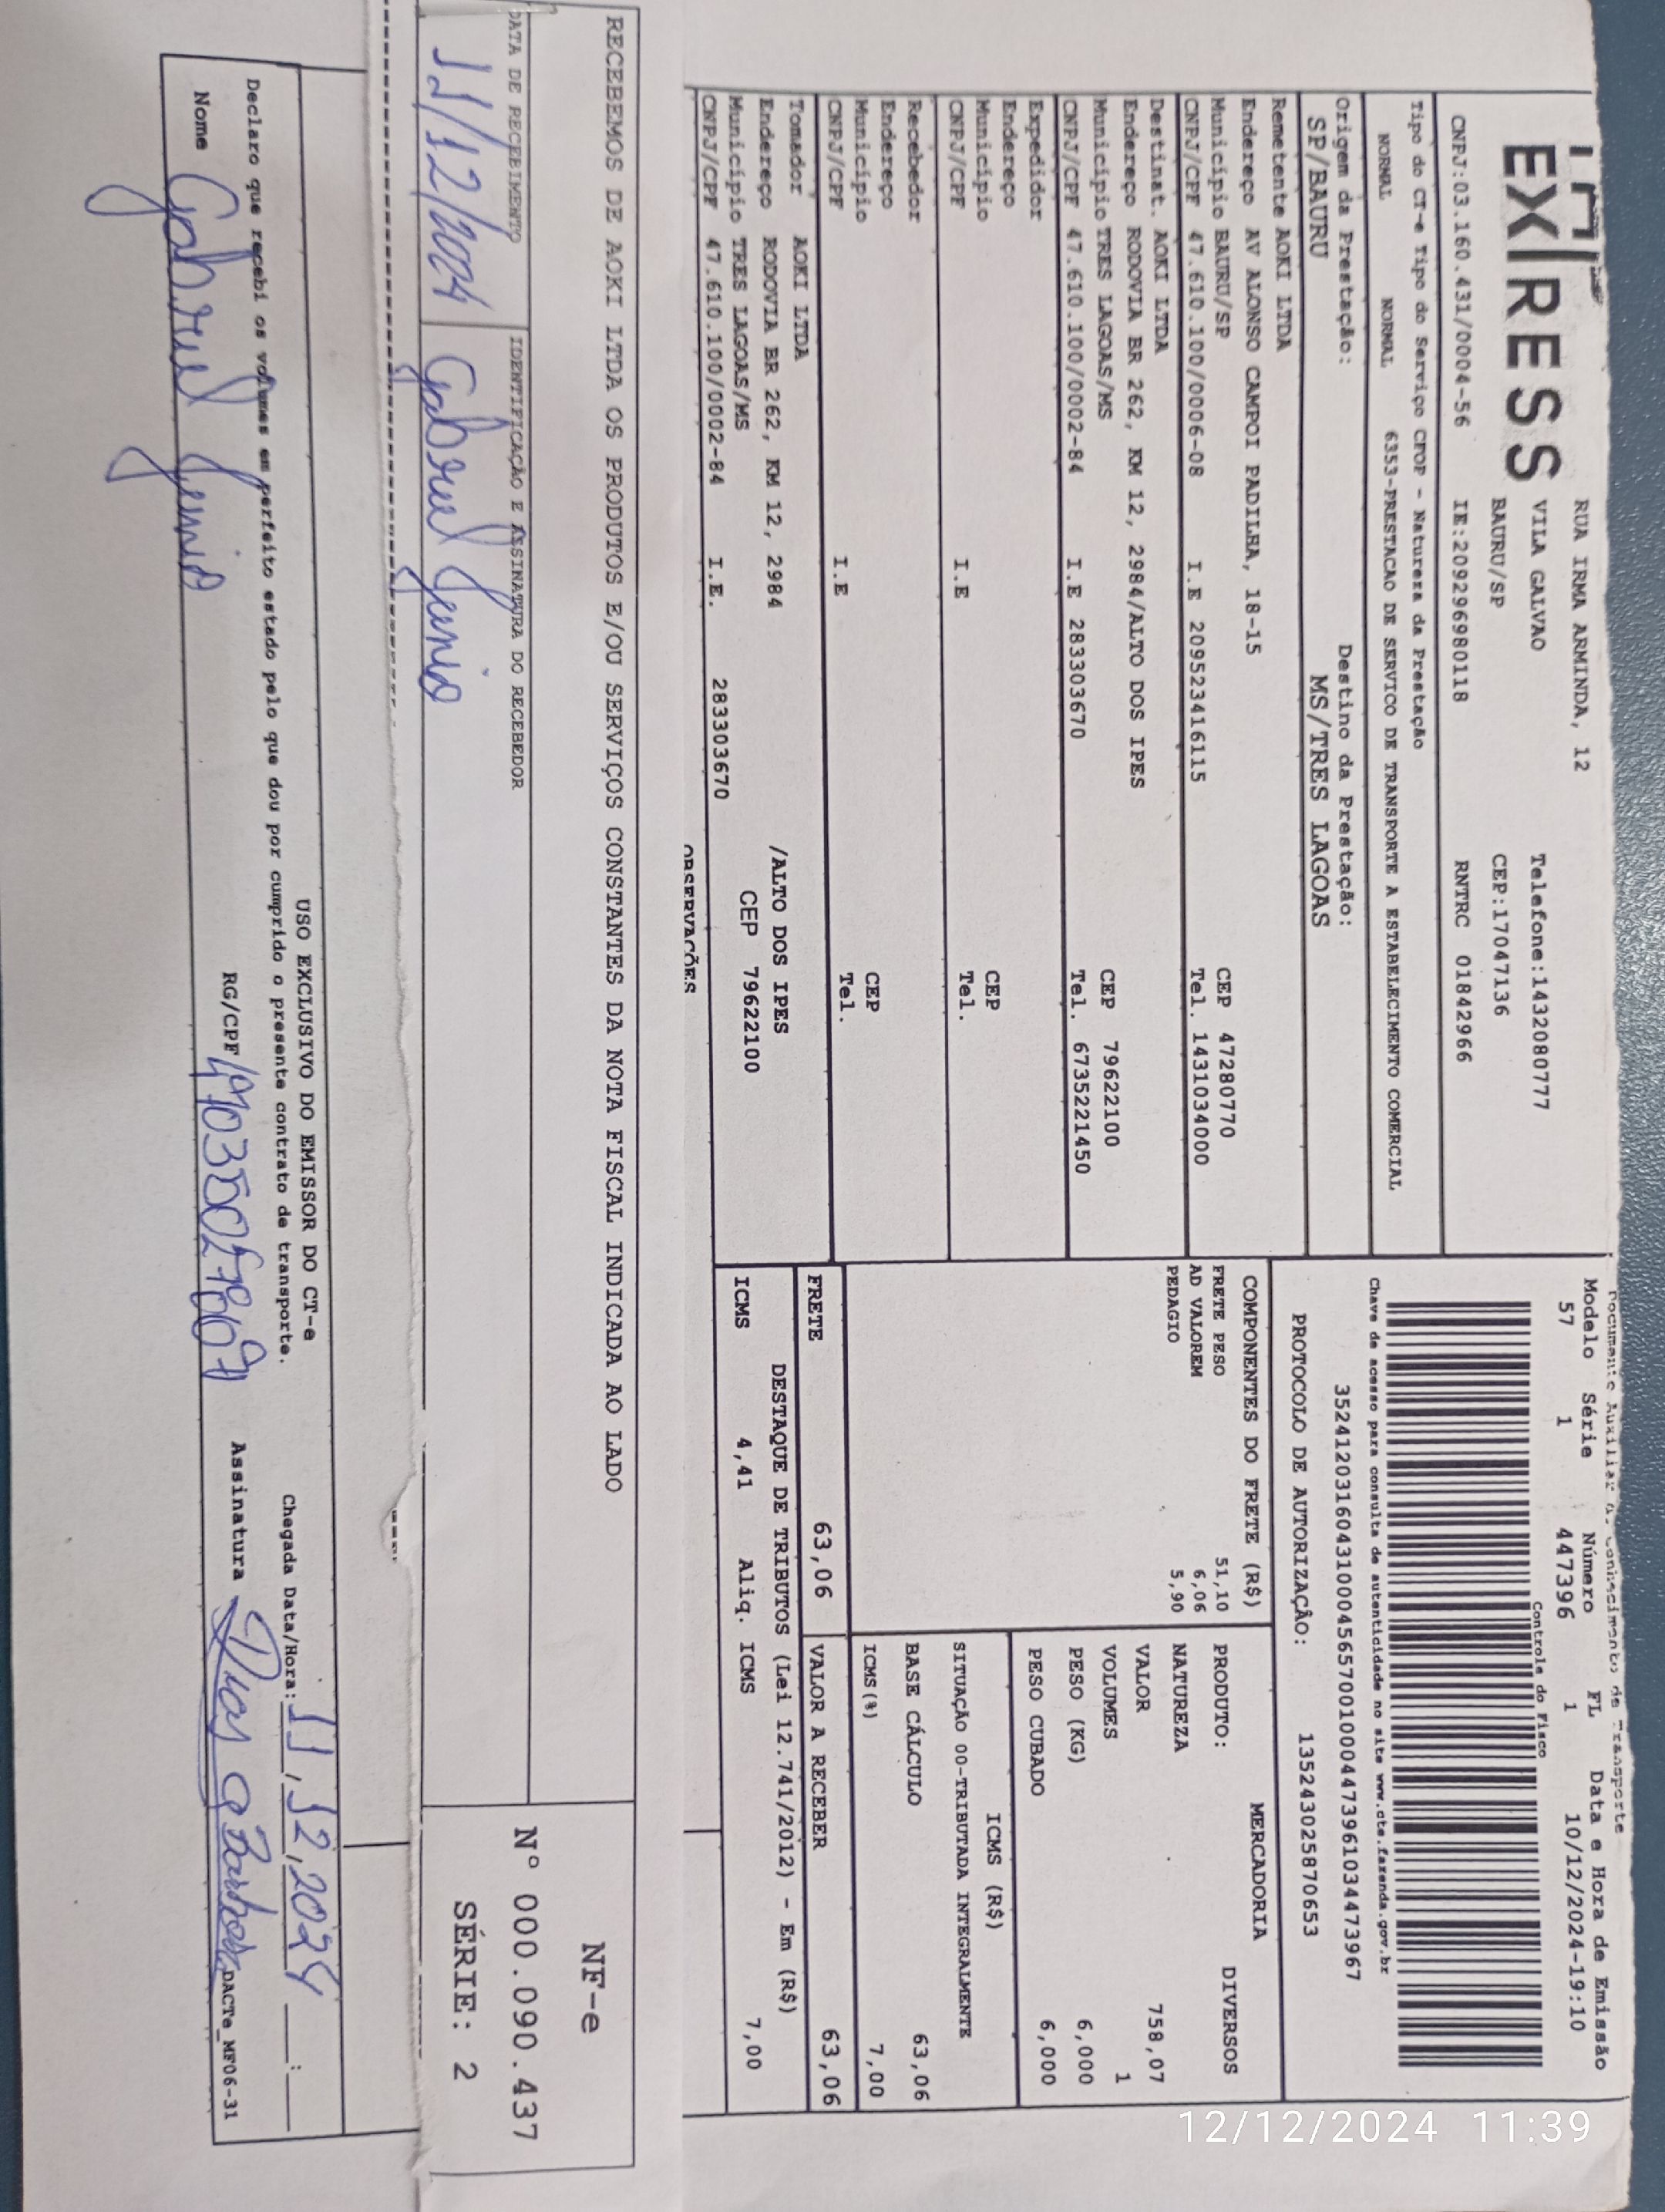 EXPRESS
RUA IRMA ARMINDA, 12
VILA GALVAO Telefone:1432080777
BAURU/SP CEP:17047136
CNPJ:03.160.431/0004-56 IE:209296980118 RNTRC 01842966
Documento Auxiliar de Conhecimento de Transporte
Modelo Série Número FL Data e Hora de Emissão
57 1 447396 1 10/12/2024-19:10
Controle do Fisco
Tipo do CT-e Tipo do Serviço CFOP - Natureza da Prestação
NORMAL NORMAL 6353-PRESTACAO DE SERVICO DE TRANSPORTE A ESTABELECIMENTO COMERCIAL
Chave de acesso para consulta de autenticidade no site www.cte.fazenda.gov.br
35241203160431000456570010004473961034473967
Origem da Prestação: Destino da Prestação:
SP/BAURU MS/TRES LAGOAS
PROTOCOLO DE AUTORIZAÇÃO: 135243025870653
Remetente AOKI LTDA
Endereço AV ALONSO CAMPOI PADILHA, 18-15
Município BAURU/SP CEP 47280770
CNPJ/CPF 47.610.100/0006-08 I.E 209523416115 Tel. 1431034000
Destinat. AOKI LTDA
Endereço RODOVIA BR 262, KM 12, 2984/ALTO DOS IPES
Município TRES LAGOAS/MS CEP 79622100
CNPJ/CPF 47.610.100/0002-84 I.E 283303670 Tel. 6735221450
Expedidor
Endereço
Município CEP
CNPJ/CPF I.E Tel.
Recebedor
Endereço
Município CEP
CNPJ/CPF I.E Tel.
Tomador AOKI LTDA
Endereço RODOVIA BR 262, KM 12, 2984 /ALTO DOS IPES
Município TRES LAGOAS/MS CEP 79622100
CNPJ/CPF 47.610.100/0002-84 I.E. 283303670
OBSERVAÇÕES
COMPONENTES DO FRETE (R$)
FRETE PESO 51,10
AD VALOREM 6,06
PEDAGIO 5,90
MERCADORIA
PRODUTO: DIVERSOS
NATUREZA
VALOR 758,07
VOLUMES 1
PESO (KG) 6,000
PESO CUBADO 6,000
ICMS (R$)
SITUAÇÃO 00-TRIBUTADA INTEGRALMENTE
BASE CÁLCULO 63,06
ICMS(%) 7,00
FRETE 63,06 VALOR A RECEBER 63,06
DESTAQUE DE TRIBUTOS (Lei 12.741/2012) - Em (R$)
ICMS 4,41 Aliq. ICMS 7,00
RECEBEMOS DE AOKI LTDA OS PRODUTOS E/OU SERVIÇOS CONSTANTES DA NOTA FISCAL INDICADA AO LADO
DATA DE RECEBIMENTO IDENTIFICAÇÃO E ASSINATURA DO RECEBEDOR
11/12/2024 Gabriel Junio
NF-e
Nº 000.090.437
SÉRIE: 2
USO EXCLUSIVO DO EMISSOR DO CT-e
Declaro que recebi os volumes em perfeito estado pelo que dou por cumprido o presente contrato de transporte.
Chegada Data/Hora: 11/12/2024 __:__
Nome Gabriel Junio RG/CPF Assinatura
DACTe_MF06-31
12/12/2024 11:39